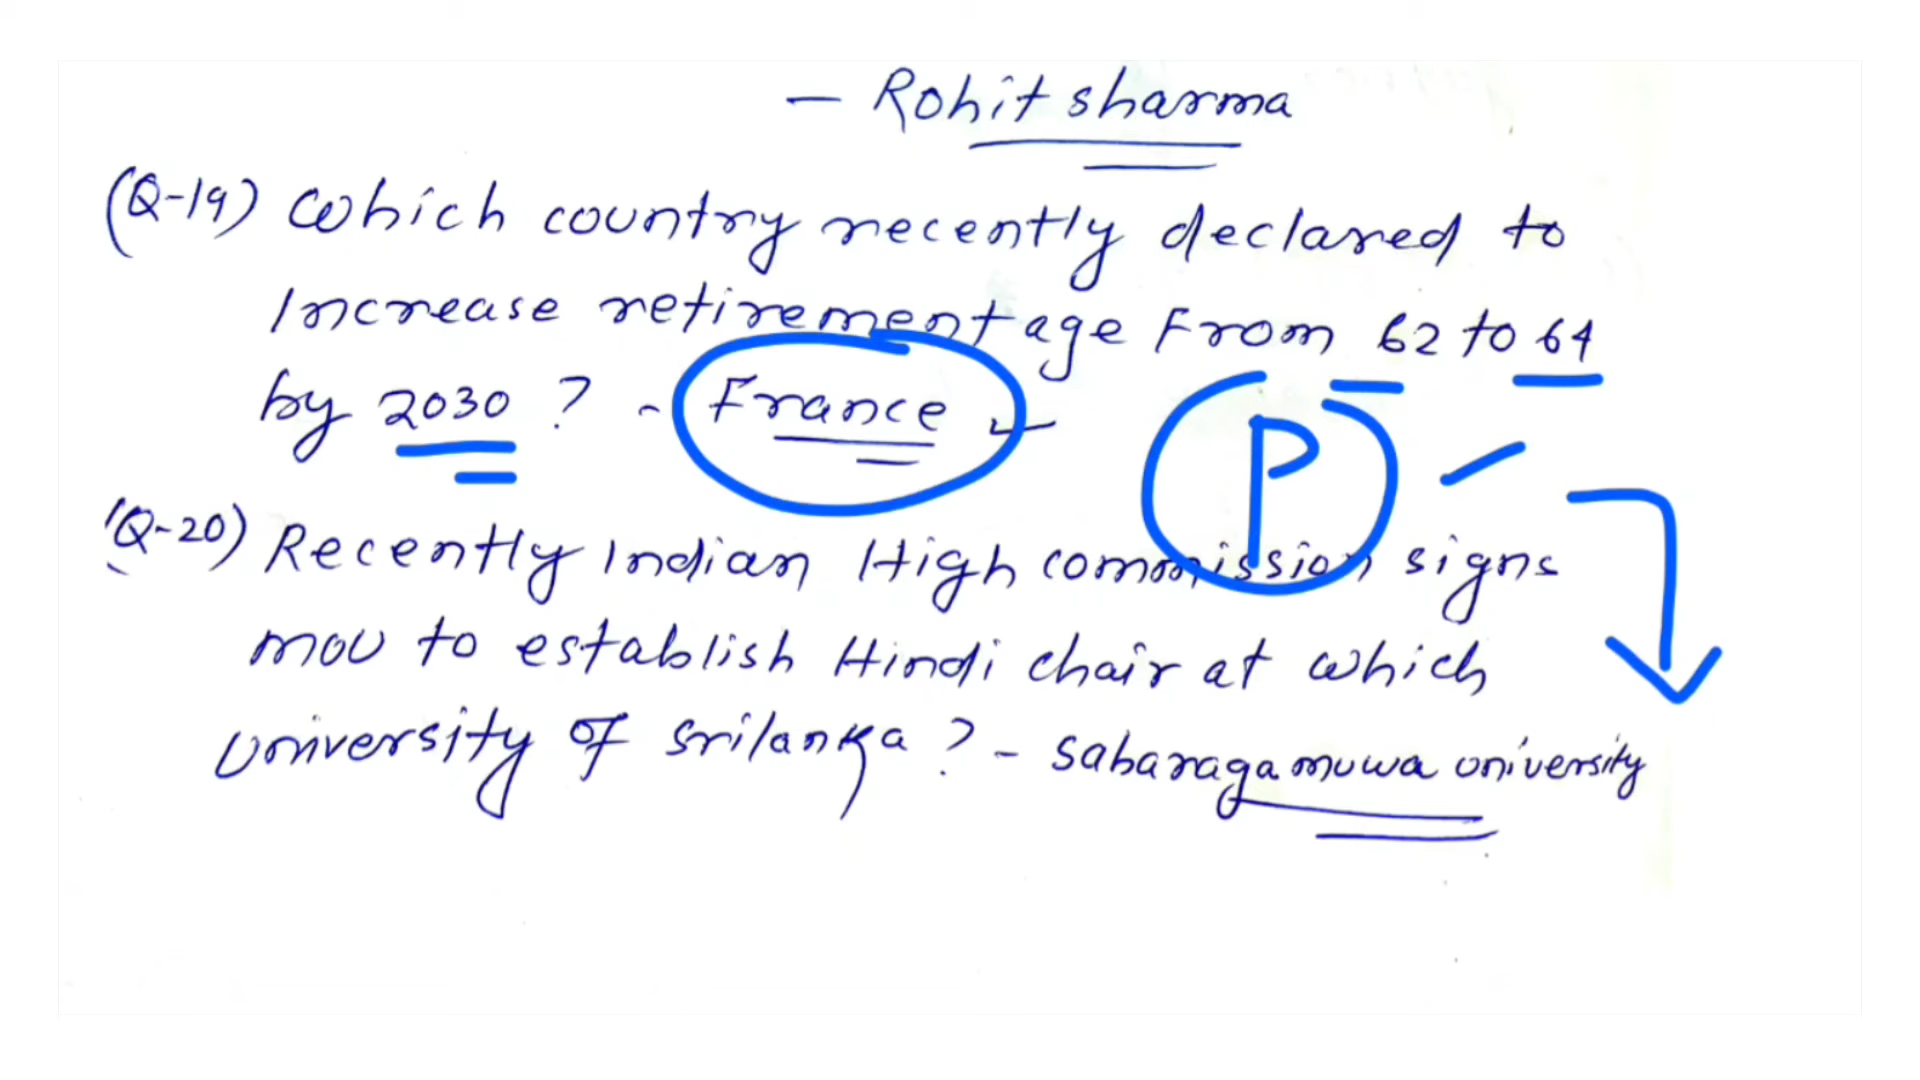 - Rohit sharma
(Q-19) Which country recently declared to
Increase retirement age From 62 to 64
by 2030 ? - France
P
(Q-20) Recently Indian High commission signs
MOU to establish Hindi chair at which
University of Srilanka ? - Sabaragamuwa university